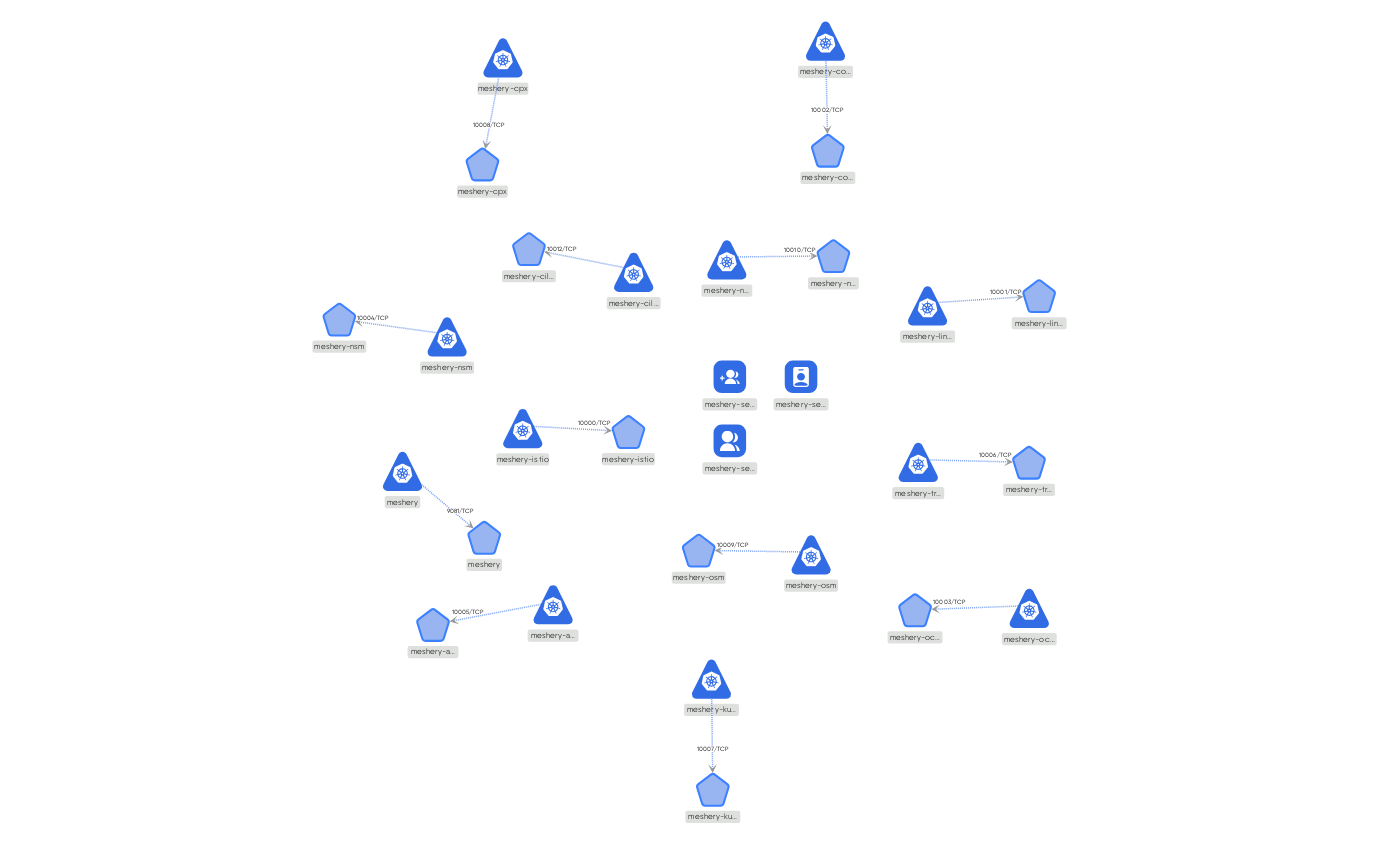 meshery-co...
meshery-cpx
10002/TCP
10008/TCP
meshery-co...
meshery-cpx
10012/TCP
10010/TCP
meshery-cil...
meshery-n...
meshery-n...
meshery-cil ...
10001/TCP
10004/TCP
meshery-lin...
meshery-lin...
meshery-nsm
meshery-nsm
meshery-se...
meshery-se...
10000/TCP
meshery-istio
meshery-istio
10006/TCP
meshery-se...
meshery-tr...
meshery-tr...
meshery
9081/TCP
10009/TCP
meshery
meshery-osm
meshery-osm
10005/TCP
10003/TCP
meshery-a...
meshery-a...
meshery-oc...
meshery-oc...
meshery-ku...
10007/TCP
meshery-ku...